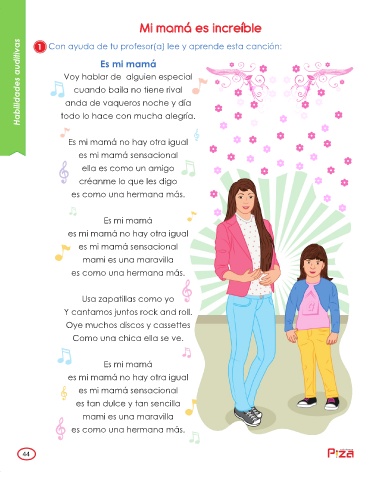 Habilidades auditivas
Mi mamá es increíble
1 Con ayuda de tu profesor(a) lee y aprende esta canción:
Es mi mamá
Voy hablar de alguien especial
cuando baila no tiene rival
anda de vaqueros noche y día
todo lo hace con mucha alegría.
Es mi mamá no hay otra igual
es mi mamá sensacional
ella es como un amigo
créanme lo que les digo
es como una hermana más.
Es mi mamá
es mi mamá no hay otra igual
es mi mamá sensacional
mami es una maravilla
es como una hermana más.
Usa zapatillas como yo
Y cantamos juntos rock and roll.
Oye muchos discos y cassettes
Como una chica ella se ve.
Es mi mamá
es mi mamá no hay otra igual
es mi mamá sensacional
es tan dulce y tan sencilla
mami es una maravilla
es como una hermana más.
44
Piza